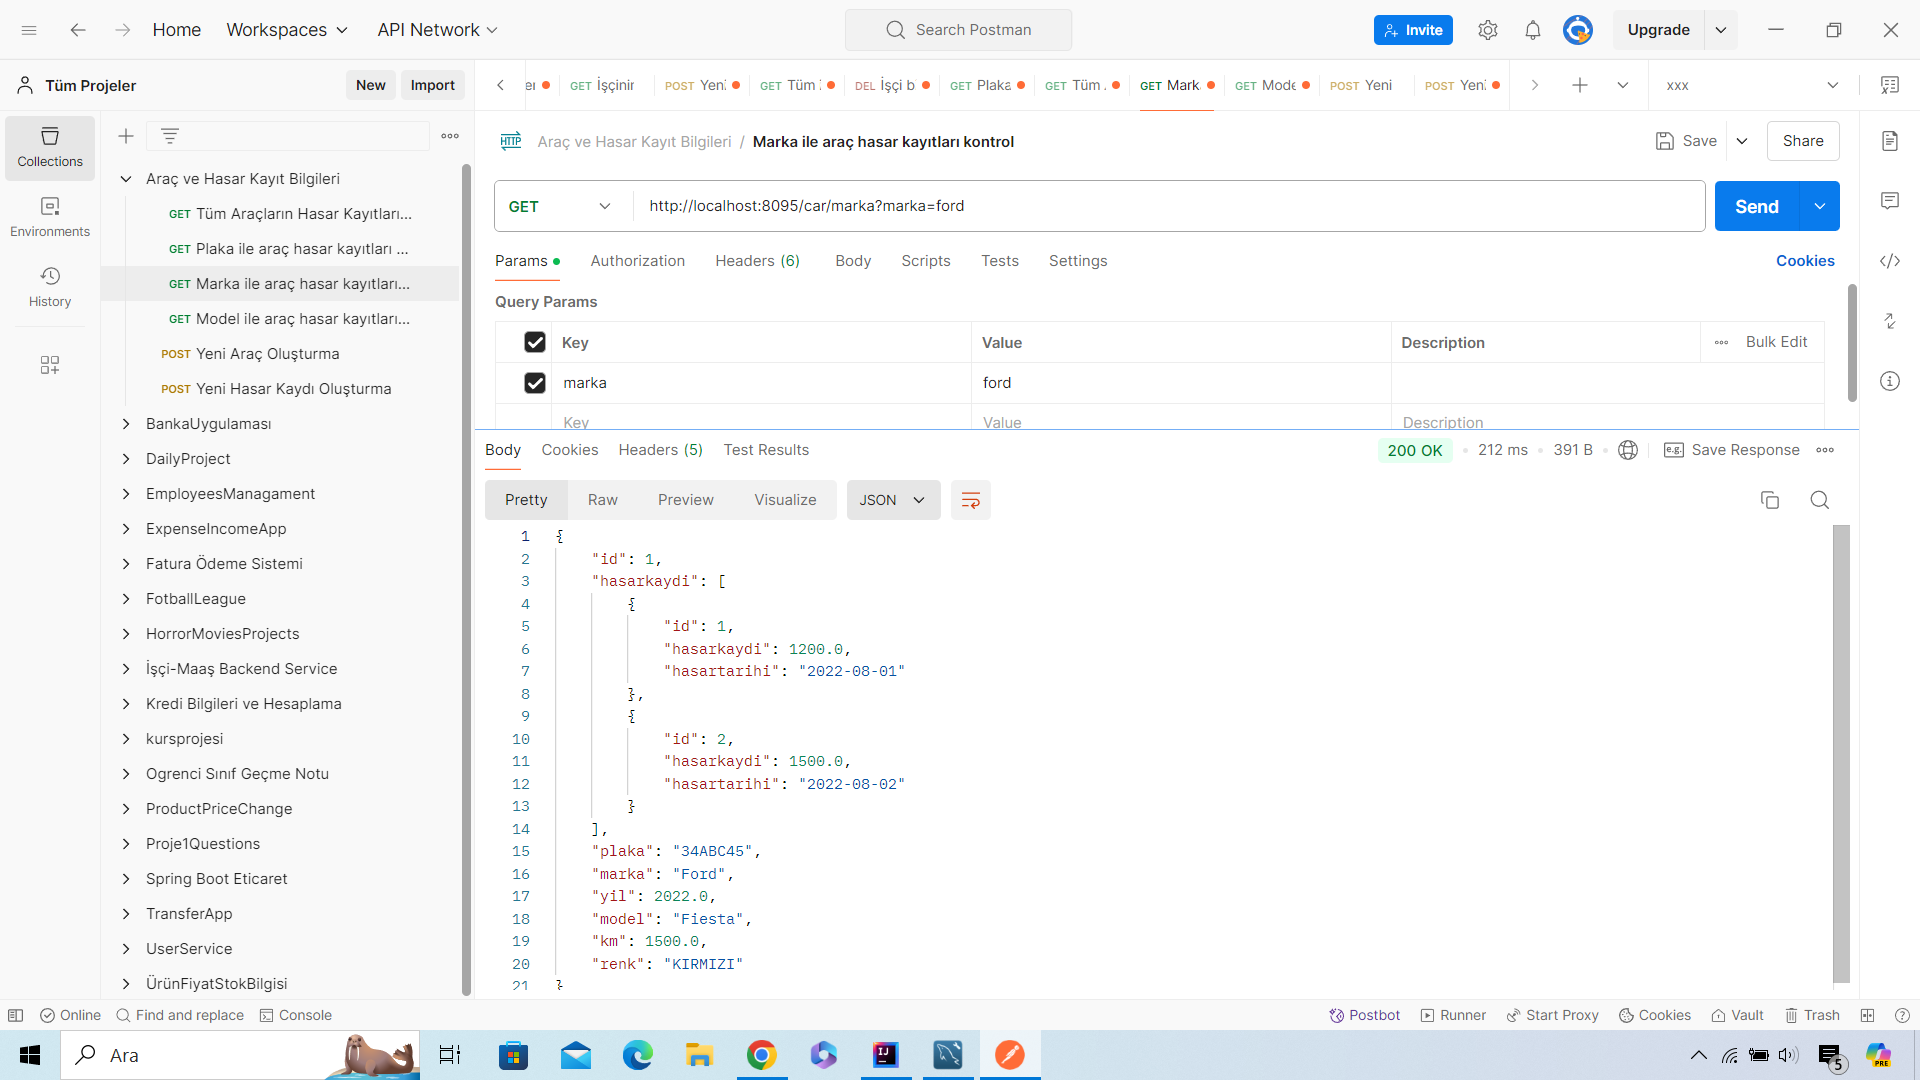 Home Workspaces API Network Search Postman Invite Upgrade
Tüm Projeler New Import
GET İşçinin POST Yeni GET Tüm DEL İşçi b GET Plaka GET Tüm GET Mark GET Mode POST Yeni POST Yeni xxx
Collections
Environments
History
Araç ve Hasar Kayıt Bilgileri
GET Tüm Araçların Hasar Kayıtları...
GET Plaka ile araç hasar kayıtları ...
GET Marka ile araç hasar kayıtları...
GET Model ile araç hasar kayıtları...
POST Yeni Araç Oluşturma
POST Yeni Hasar Kaydı Oluşturma
BankaUygulaması
DailyProject
EmployeesManagament
ExpenseIncomeApp
Fatura Ödeme Sistemi
FotballLeague
HorrorMoviesProjects
İşçi-Maaş Backend Service
Kredi Bilgileri ve Hesaplama
kursprojesi
Ogrenci Sınıf Geçme Notu
ProductPriceChange
Proje1Questions
Spring Boot Eticaret
TransferApp
UserService
ÜrünFiyatStokBilgisi
HTTP Araç ve Hasar Kayıt Bilgileri / Marka ile araç hasar kayıtları kontrol Save Share
GET http://localhost:8095/car/marka?marka=ford Send
Params Authorization Headers (6) Body Scripts Tests Settings Cookies
Query Params
Key Value Description Bulk Edit
marka ford
Key Value Description
Body Cookies Headers (5) Test Results 200 OK 212 ms 391 B e.g. Save Response
Pretty Raw Preview Visualize JSON
1 {
2 "id": 1,
3 "hasarkaydi": [
4 {
5 "id": 1,
6 "hasarkaydi": 1200.0,
7 "hasartarihi": "2022-08-01"
8 },
9 {
10 "id": 2,
11 "hasarkaydi": 1500.0,
12 "hasartarihi": "2022-08-02"
13 }
14 ],
15 "plaka": "34ABC45",
16 "marka": "Ford",
17 "yil": 2022.0,
18 "model": "Fiesta",
19 "km": 1500.0,
20 "renk": "KIRMIZI"
21 }
Online Find and replace Console Postbot Runner Start Proxy Cookies Vault Trash
Ara IJ 5 PRE